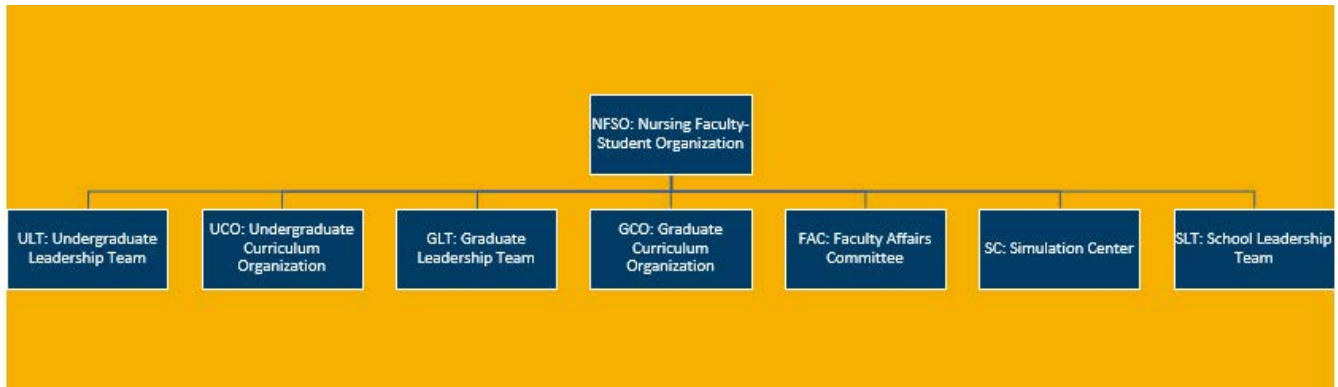 NFSO: Nursing Faculty-
Student Organization
ULT: Undergraduate
Leadership Team
UCO: Undergraduate
Curriculum
Organization
GLT: Graduate
Leadership Team
GCO: Graduate
Curriculum
Organization
FAC: Faculty Affairs
Committee
SC: Simulation Center
SLT: School Leadership
Team